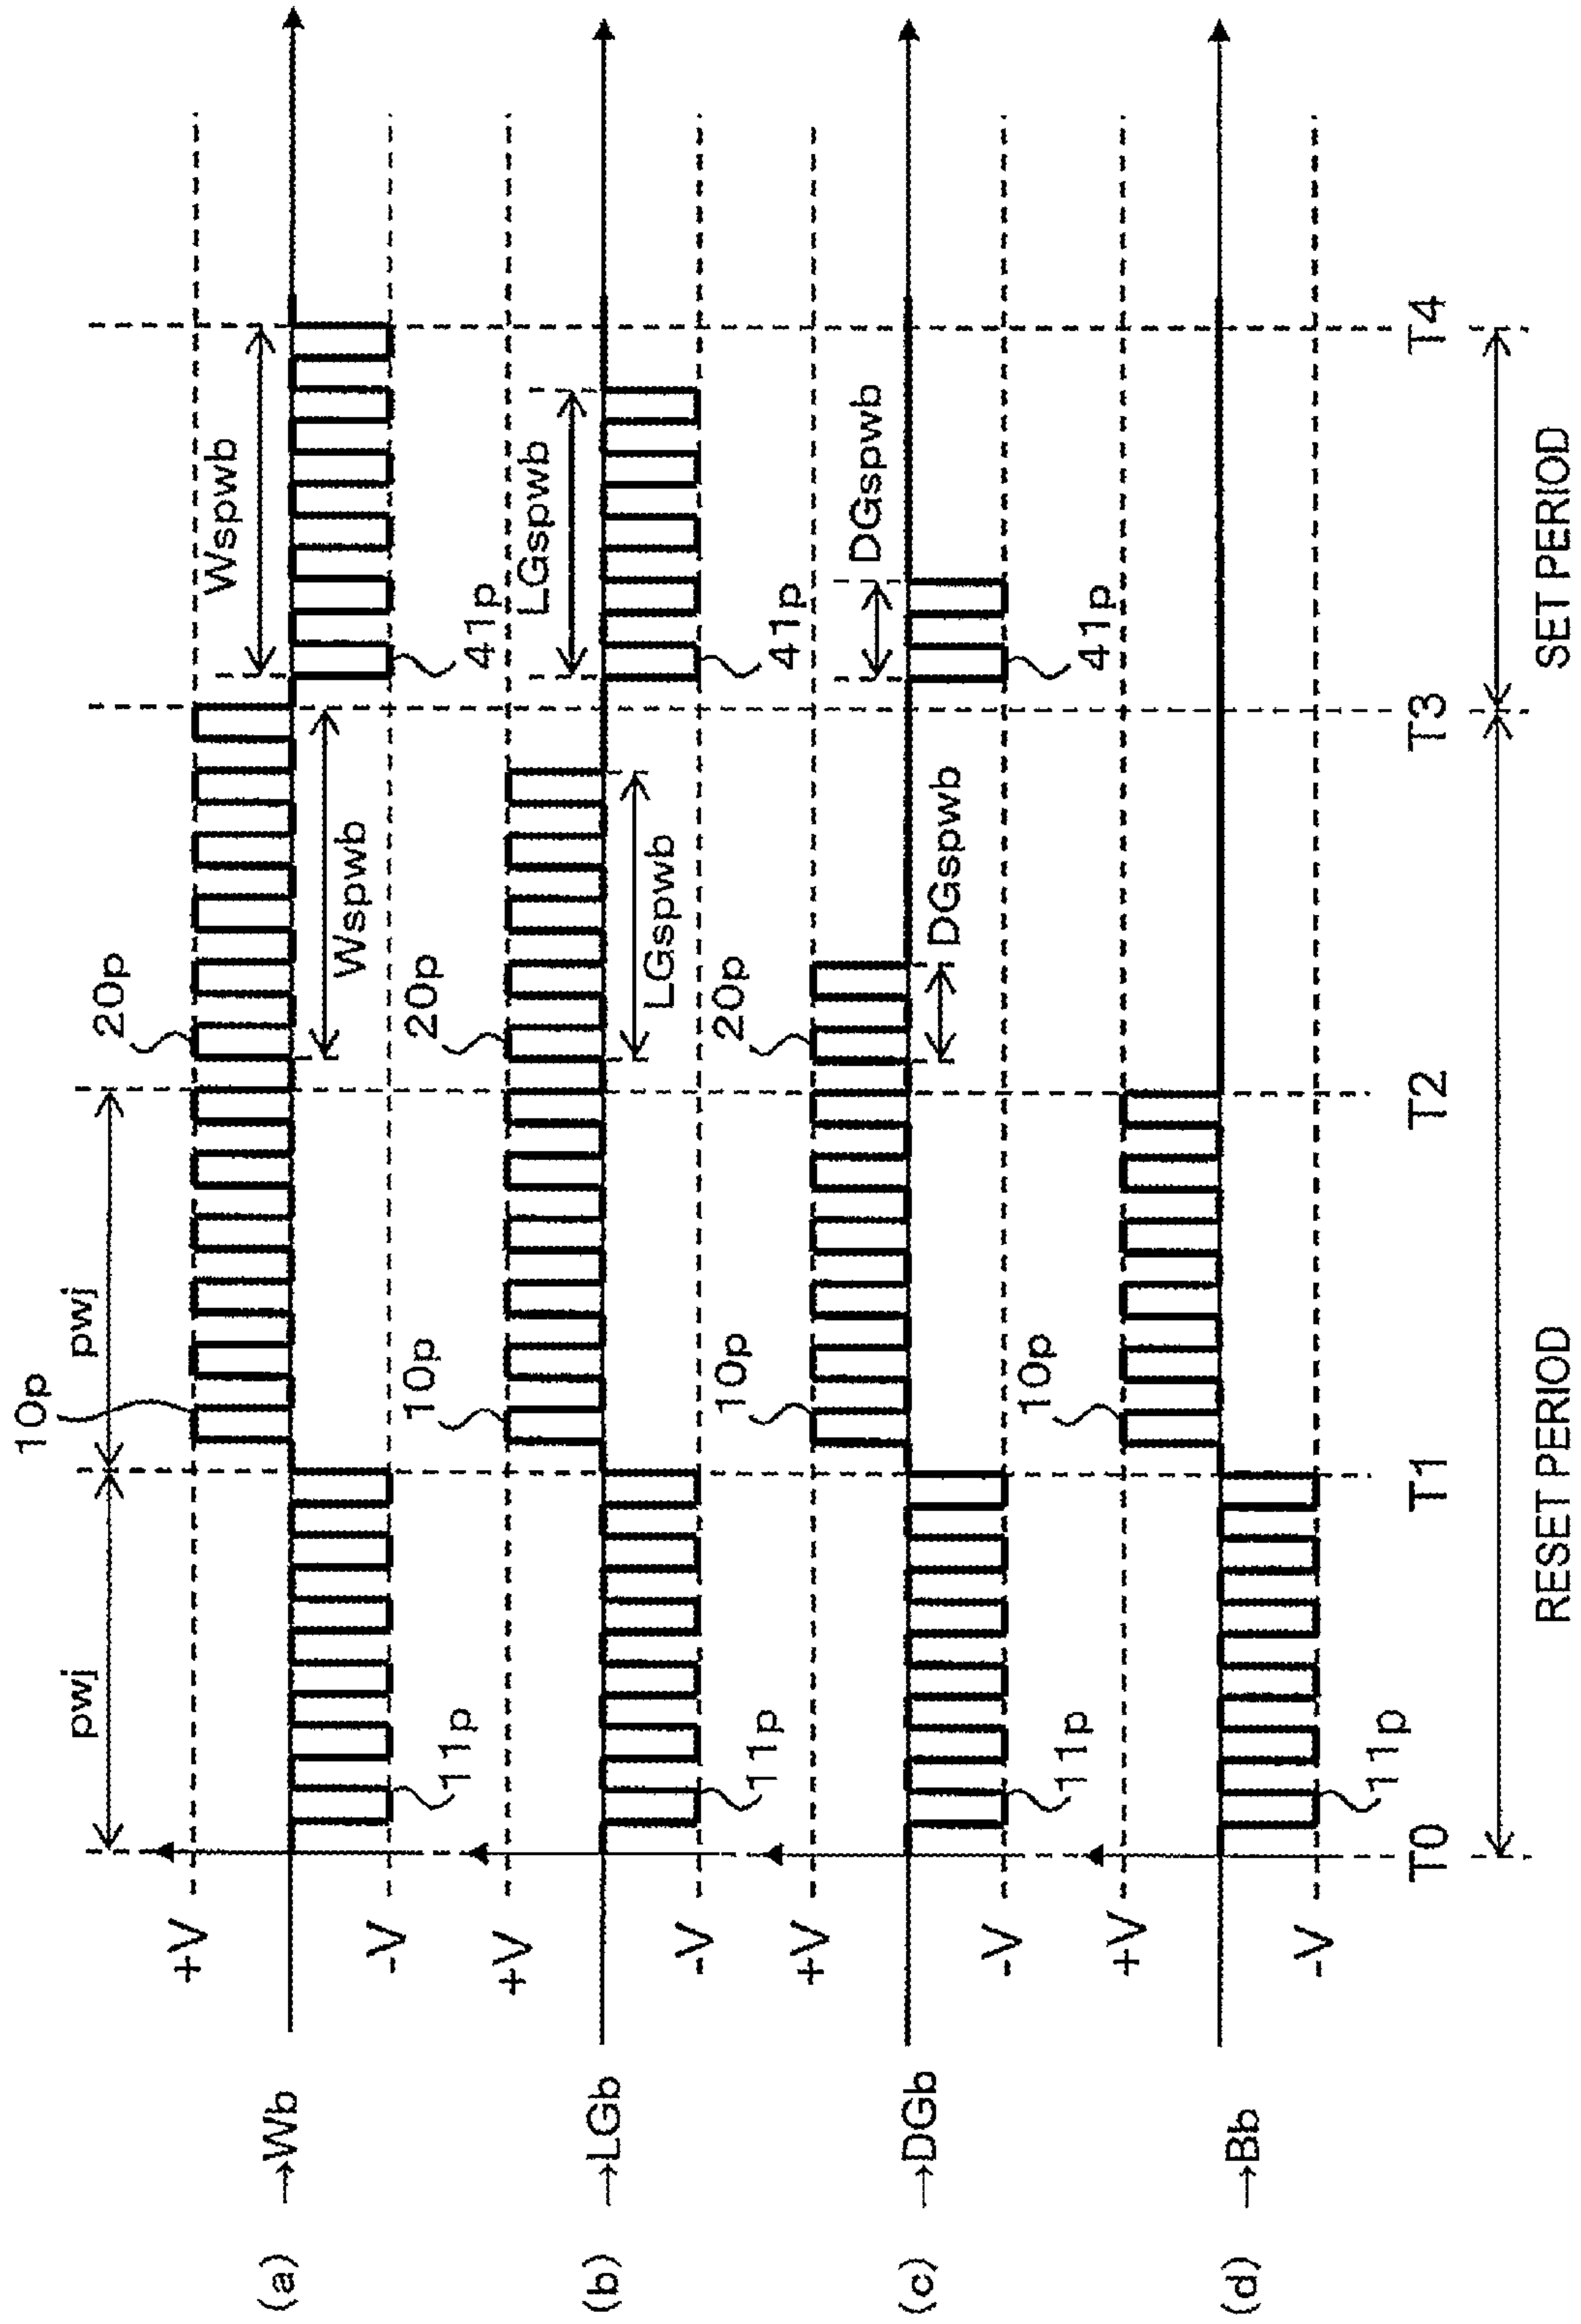 pwj
pwj
10p
20p
(a) →Wb
+V
-V
11p
Wspwb
Wspwb
41p
(b) →LGb
+V
-V
11p
10p
20p
LGspwb
LGspwb
41p
(c) →DGb
+V
-V
11p
10p
20p
DGspwb
DGspwb
41p
(d) →Bb
+V
-V
11p
10p
T0
T1
T2
T3
T4
RESET PERIOD
SET PERIOD